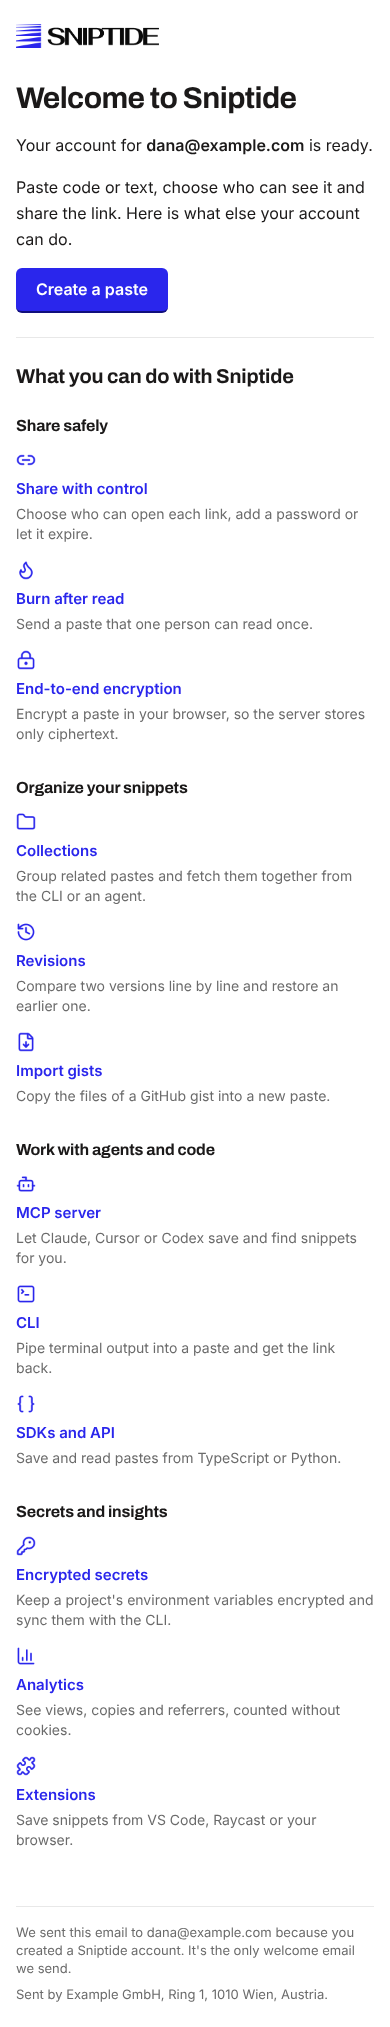 SNIPTIDE
Welcome to Sniptide
Your account for dana@example.com is ready.
Paste code or text, choose who can see it and
share the link. Here is what else your account
can do.
Create a paste
What you can do with Sniptide
Share safely
Share with control
Choose who can open each link, add a password or
let it expire.
Burn after read
Send a paste that one person can read once.
End-to-end encryption
Encrypt a paste in your browser, so the server stores
only ciphertext.
Organize your snippets
Collections
Group related pastes and fetch them together from
the CLI or an agent.
Revisions
Compare two versions line by line and restore an
earlier one.
Import gists
Copy the files of a GitHub gist into a new paste.
Work with agents and code
MCP server
Let Claude, Cursor or Codex save and find snippets
for you.
CLI
Pipe terminal output into a paste and get the link
back.
SDKs and API
Save and read pastes from TypeScript or Python.
Secrets and insights
Encrypted secrets
Keep a project's environment variables encrypted and
sync them with the CLI.
Analytics
See views, copies and referrers, counted without
cookies.
Extensions
Save snippets from VS Code, Raycast or your
browser.
We sent this email to dana@example.com because you
created a Sniptide account. It's the only welcome email
we send.
Sent by Example GmbH, Ring 1, 1010 Wien, Austria.